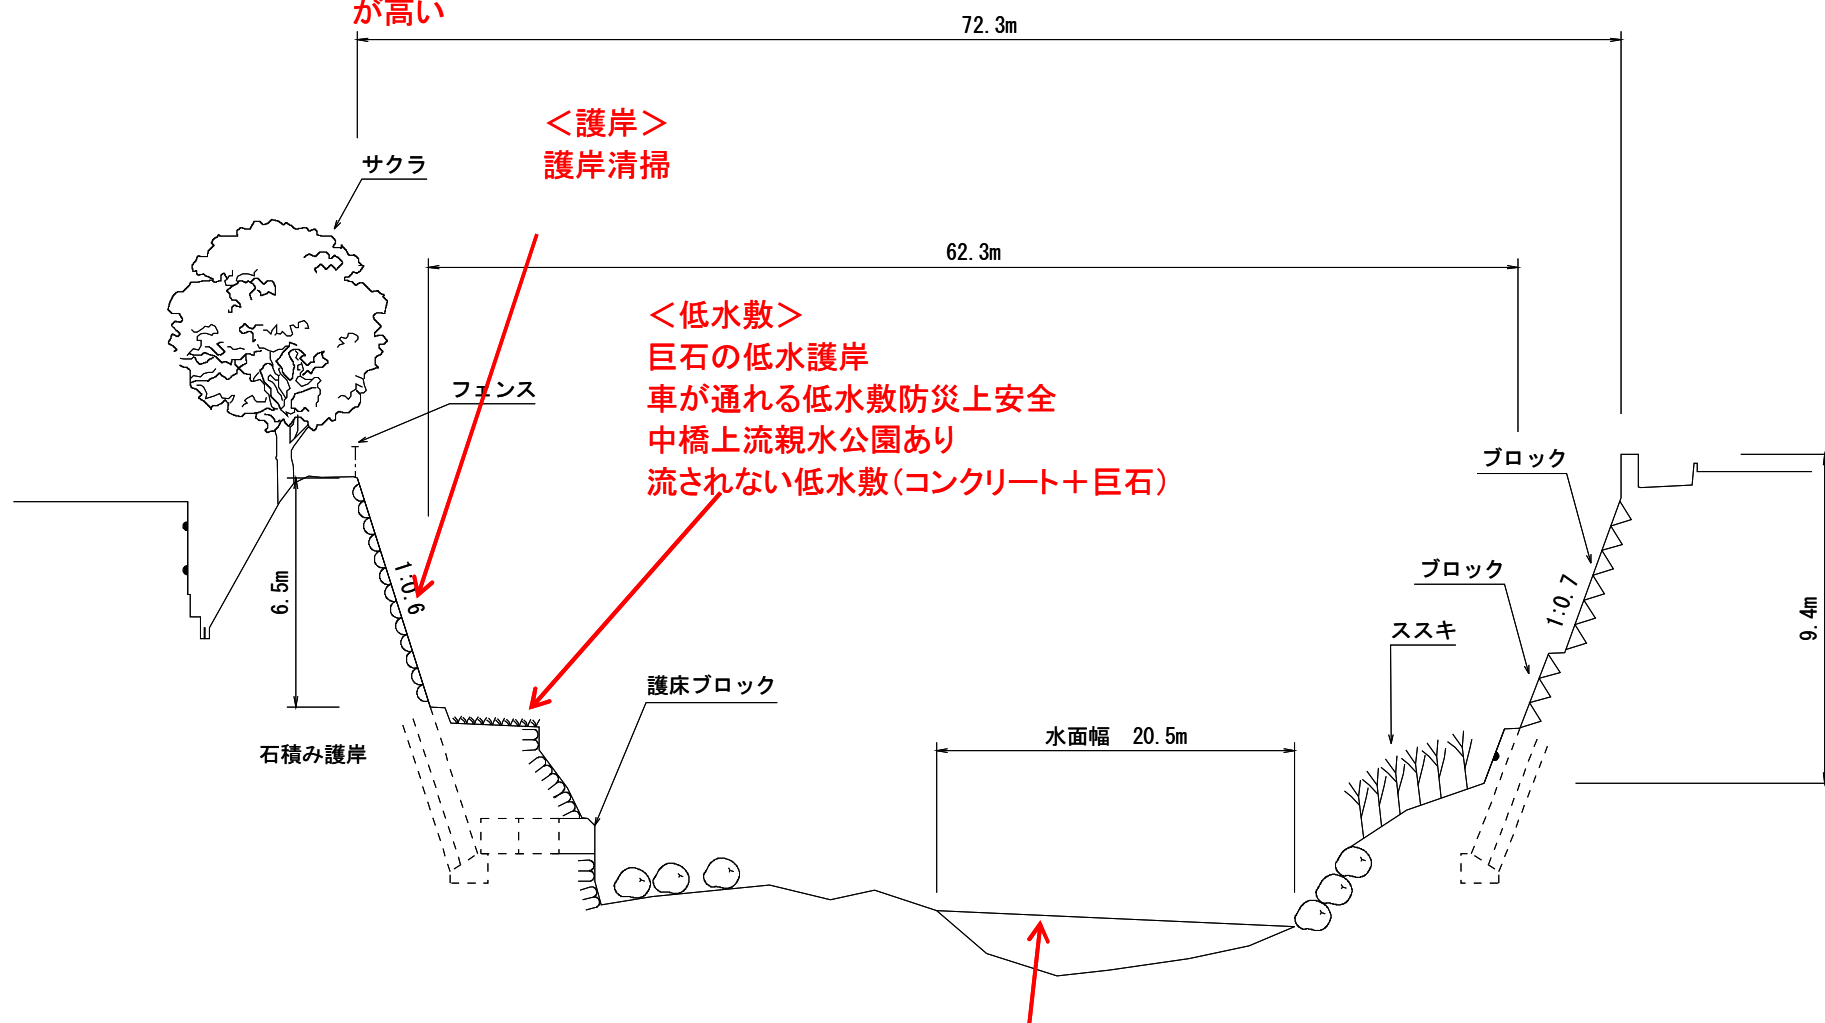 が高い
72.3m
＜護岸＞
護岸清掃
サクラ
62.3m
＜低水敷＞
巨石の低水護岸
車が通れる低水敷防災上安全
中橋上流親水公園あり
流されない低水敷（コンクリート＋巨石）
フェンス
ブロック
ブロック
1:0.6
6.5m
1:0.7
9.4m
ススキ
護床ブロック
石積み護岸
水面幅　20.5m